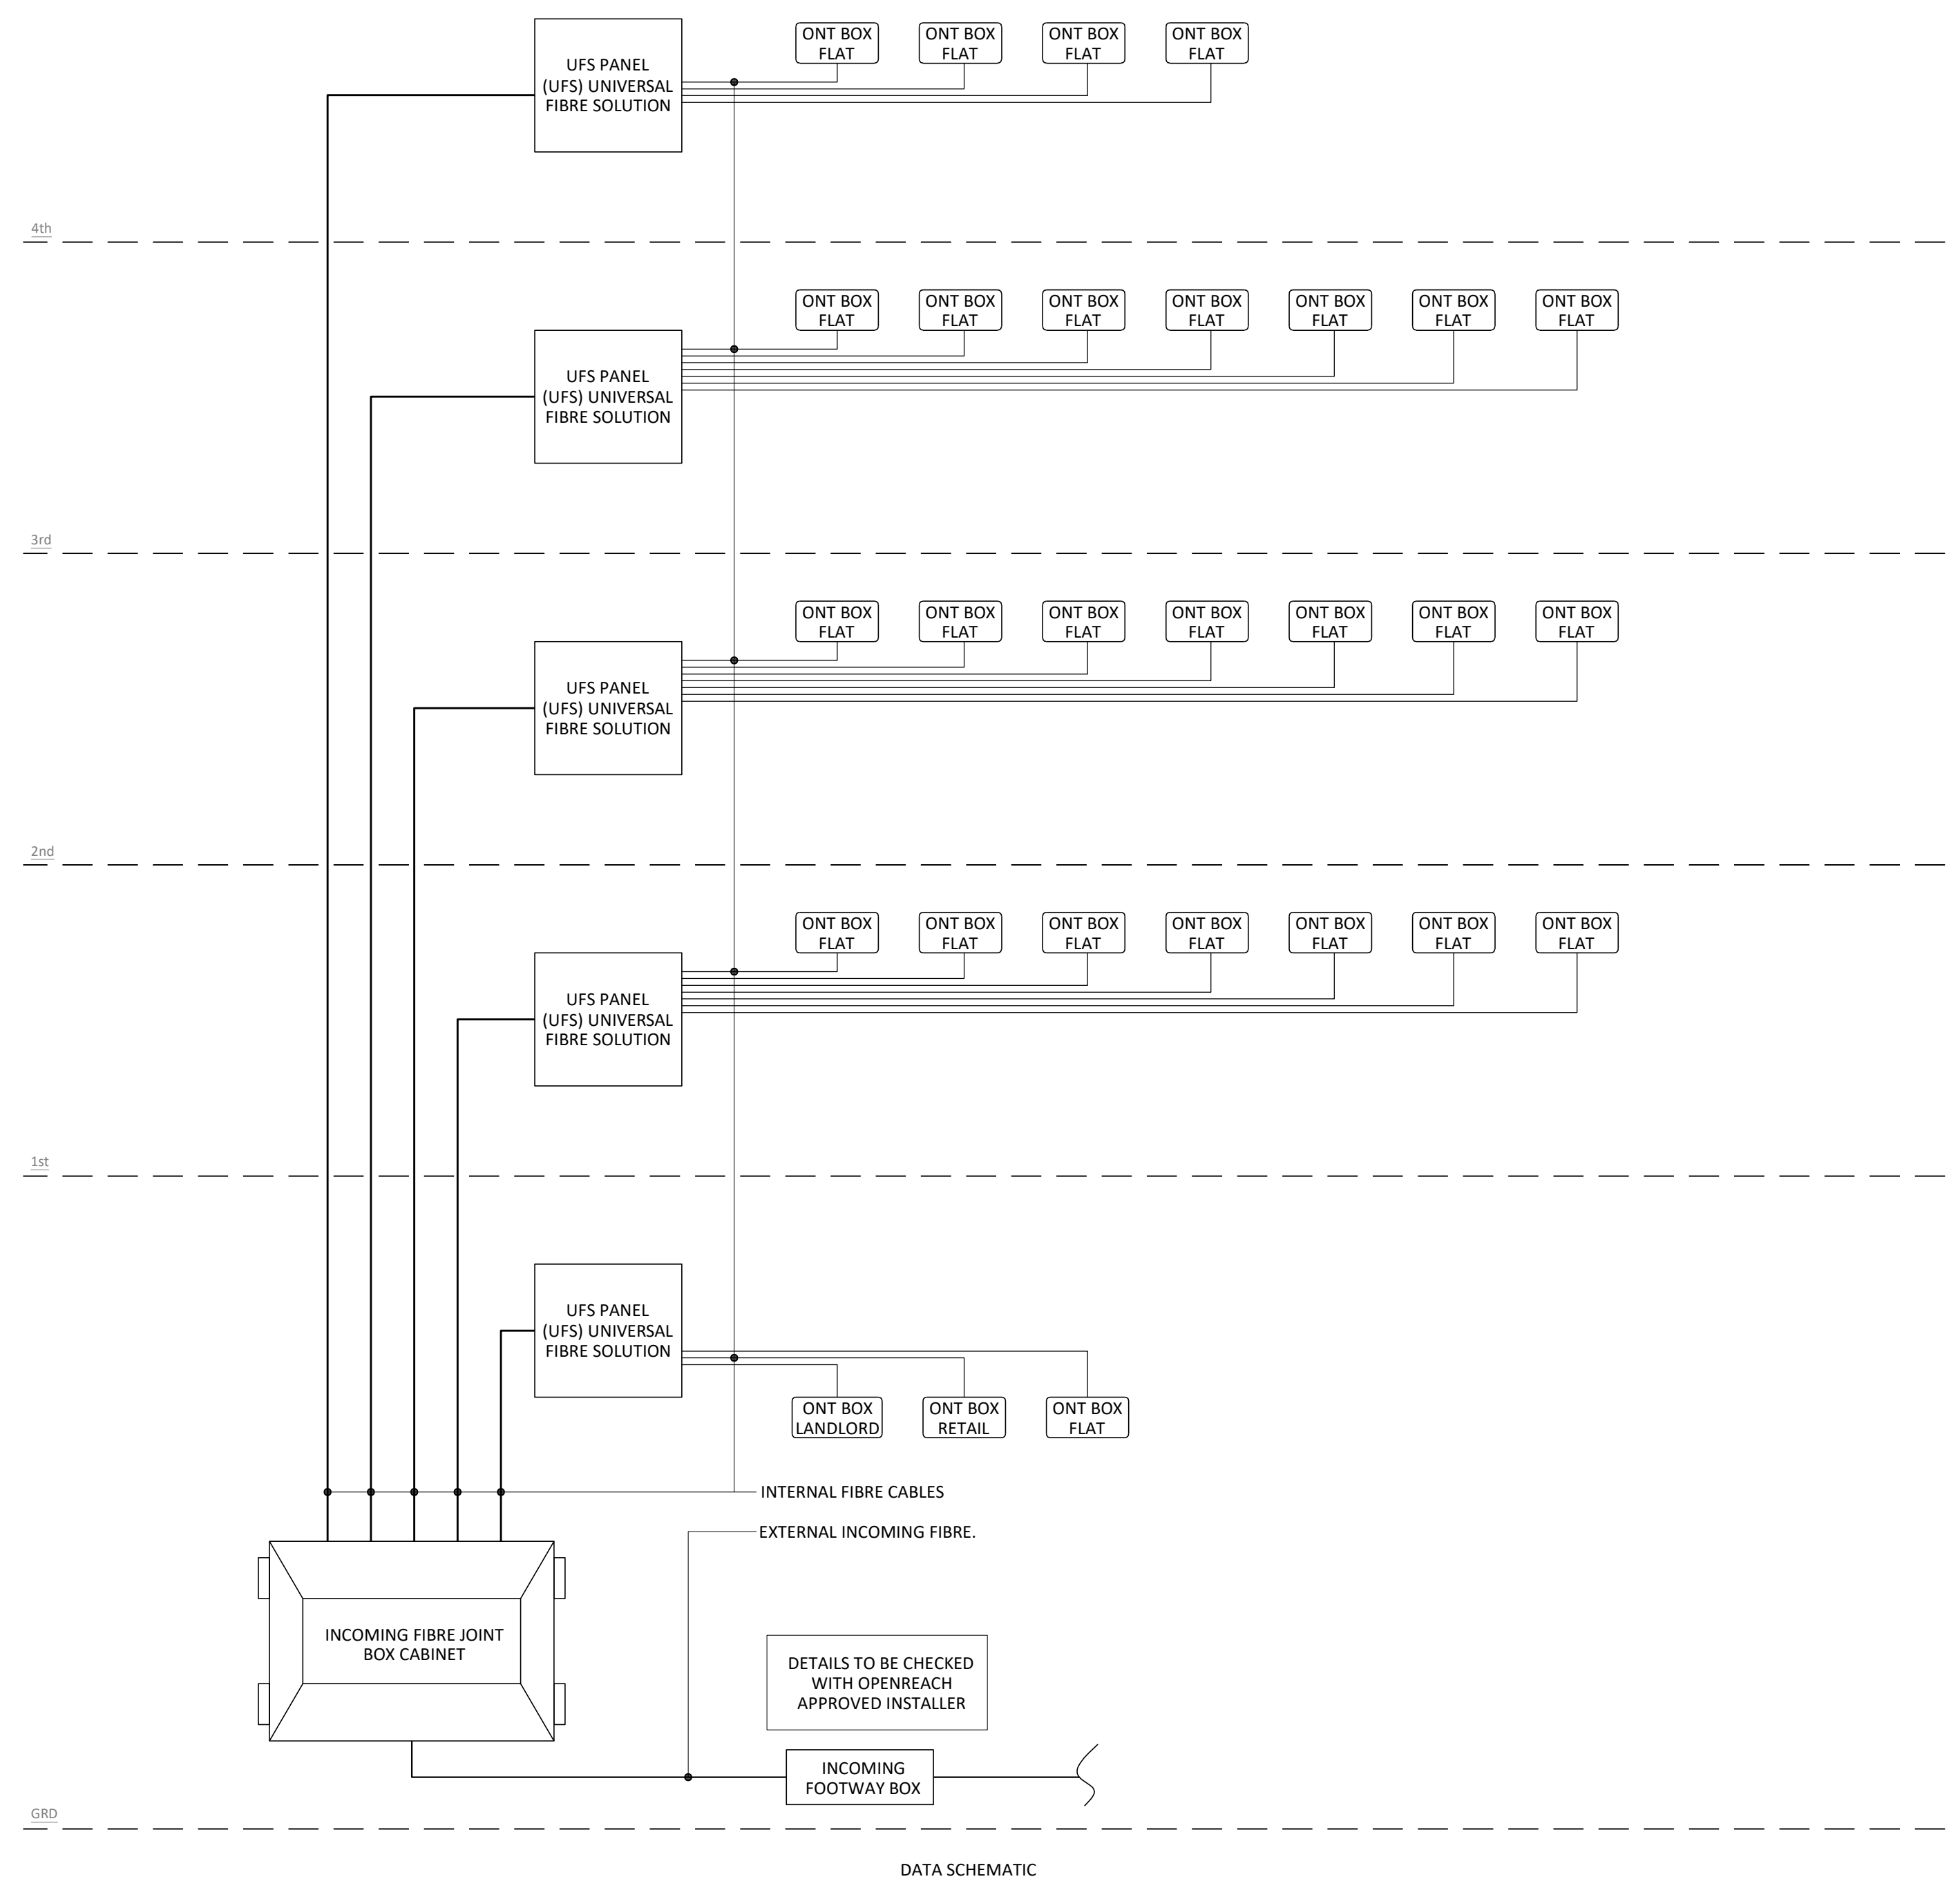 ONT BOX
FLAT
ONT BOX
FLAT
ONT BOX
FLAT
ONT BOX
FLAT
UFS PANEL
(UFS) UNIVERSAL
FIBRE SOLUTION
4th
ONT BOX
FLAT
ONT BOX
FLAT
ONT BOX
FLAT
ONT BOX
FLAT
ONT BOX
FLAT
ONT BOX
FLAT
ONT BOX
FLAT
UFS PANEL
(UFS) UNIVERSAL
FIBRE SOLUTION
3rd
ONT BOX
FLAT
ONT BOX
FLAT
ONT BOX
FLAT
ONT BOX
FLAT
ONT BOX
FLAT
ONT BOX
FLAT
ONT BOX
FLAT
UFS PANEL
(UFS) UNIVERSAL
FIBRE SOLUTION
2nd
ONT BOX
FLAT
ONT BOX
FLAT
ONT BOX
FLAT
ONT BOX
FLAT
ONT BOX
FLAT
ONT BOX
FLAT
ONT BOX
FLAT
UFS PANEL
(UFS) UNIVERSAL
FIBRE SOLUTION
1st
UFS PANEL
(UFS) UNIVERSAL
FIBRE SOLUTION
ONT BOX
LANDLORD
ONT BOX
RETAIL
ONT BOX
FLAT
INTERNAL FIBRE CABLES
EXTERNAL INCOMING FIBRE.
INCOMING FIBRE JOINT
BOX CABINET
DETAILS TO BE CHECKED
WITH OPENREACH
APPROVED INSTALLER
INCOMING
FOOTWAY BOX
GRD
DATA SCHEMATIC